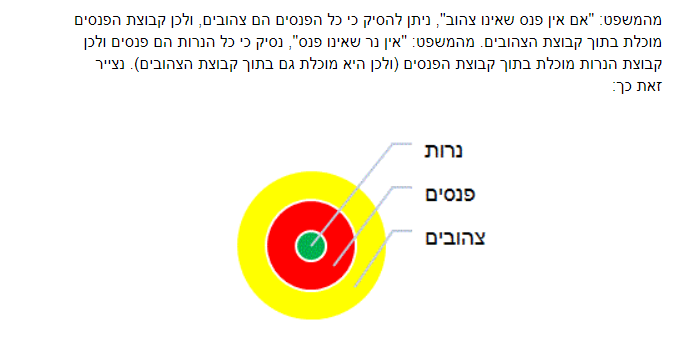 מהמשפט: "אם אין פנס שאינו צהוב", ניתן להסיק כי כל הפנסים הם צהובים, ולכן קבוצת הפנסים
מוכלת בתוך קבוצת הצהובים. מהמשפט: "אין נר שאינו פנס", נסיק כי כל הנרות הם פנסים ולכן
קבוצת הנרות מוכלת בתוך קבוצת הפנסים (ולכן היא מוכלת גם בתוך קבוצת הצהובים). נצייר
זאת כך:
נרות
פנסים
צהובים